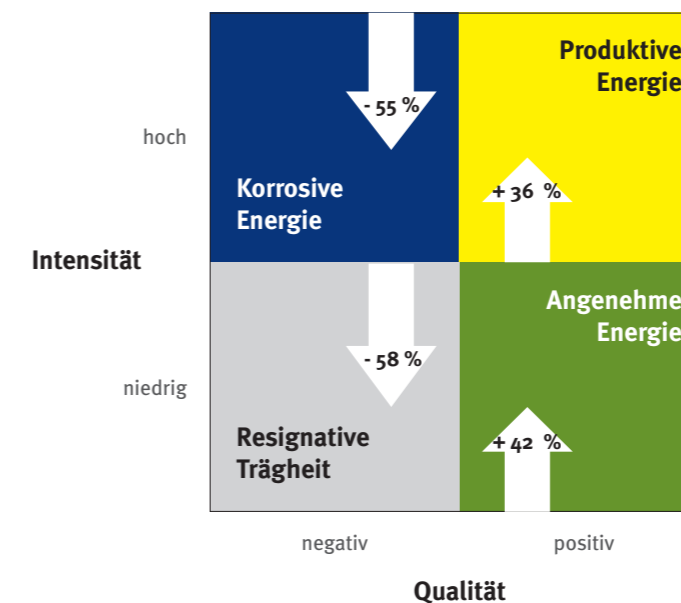 Produktive
Energie
- 55 %
hoch
Korrosive
Energie
+ 36 %
Intensität
Angenehme
Energie
- 58 %
niedrig
Resignative
Trägheit
+ 42 %
negativ
positiv
Qualität